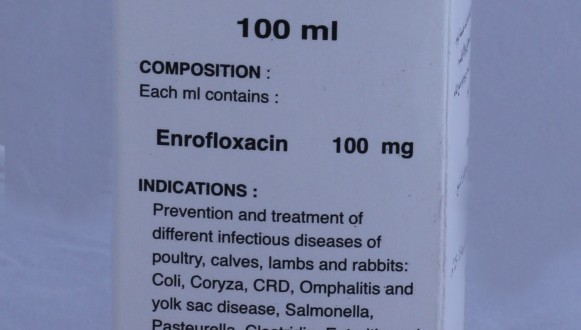 100 ml
COMPOSITION :
Each ml contains :
Enrofloxacin 100 mg
INDICATIONS :
Prevention and treatment of
different infectious diseases of
poultry, calves, lambs and rabbits:
Coli, Coryza, CRD, Omphalitis and
yolk sac disease, Salmonella,